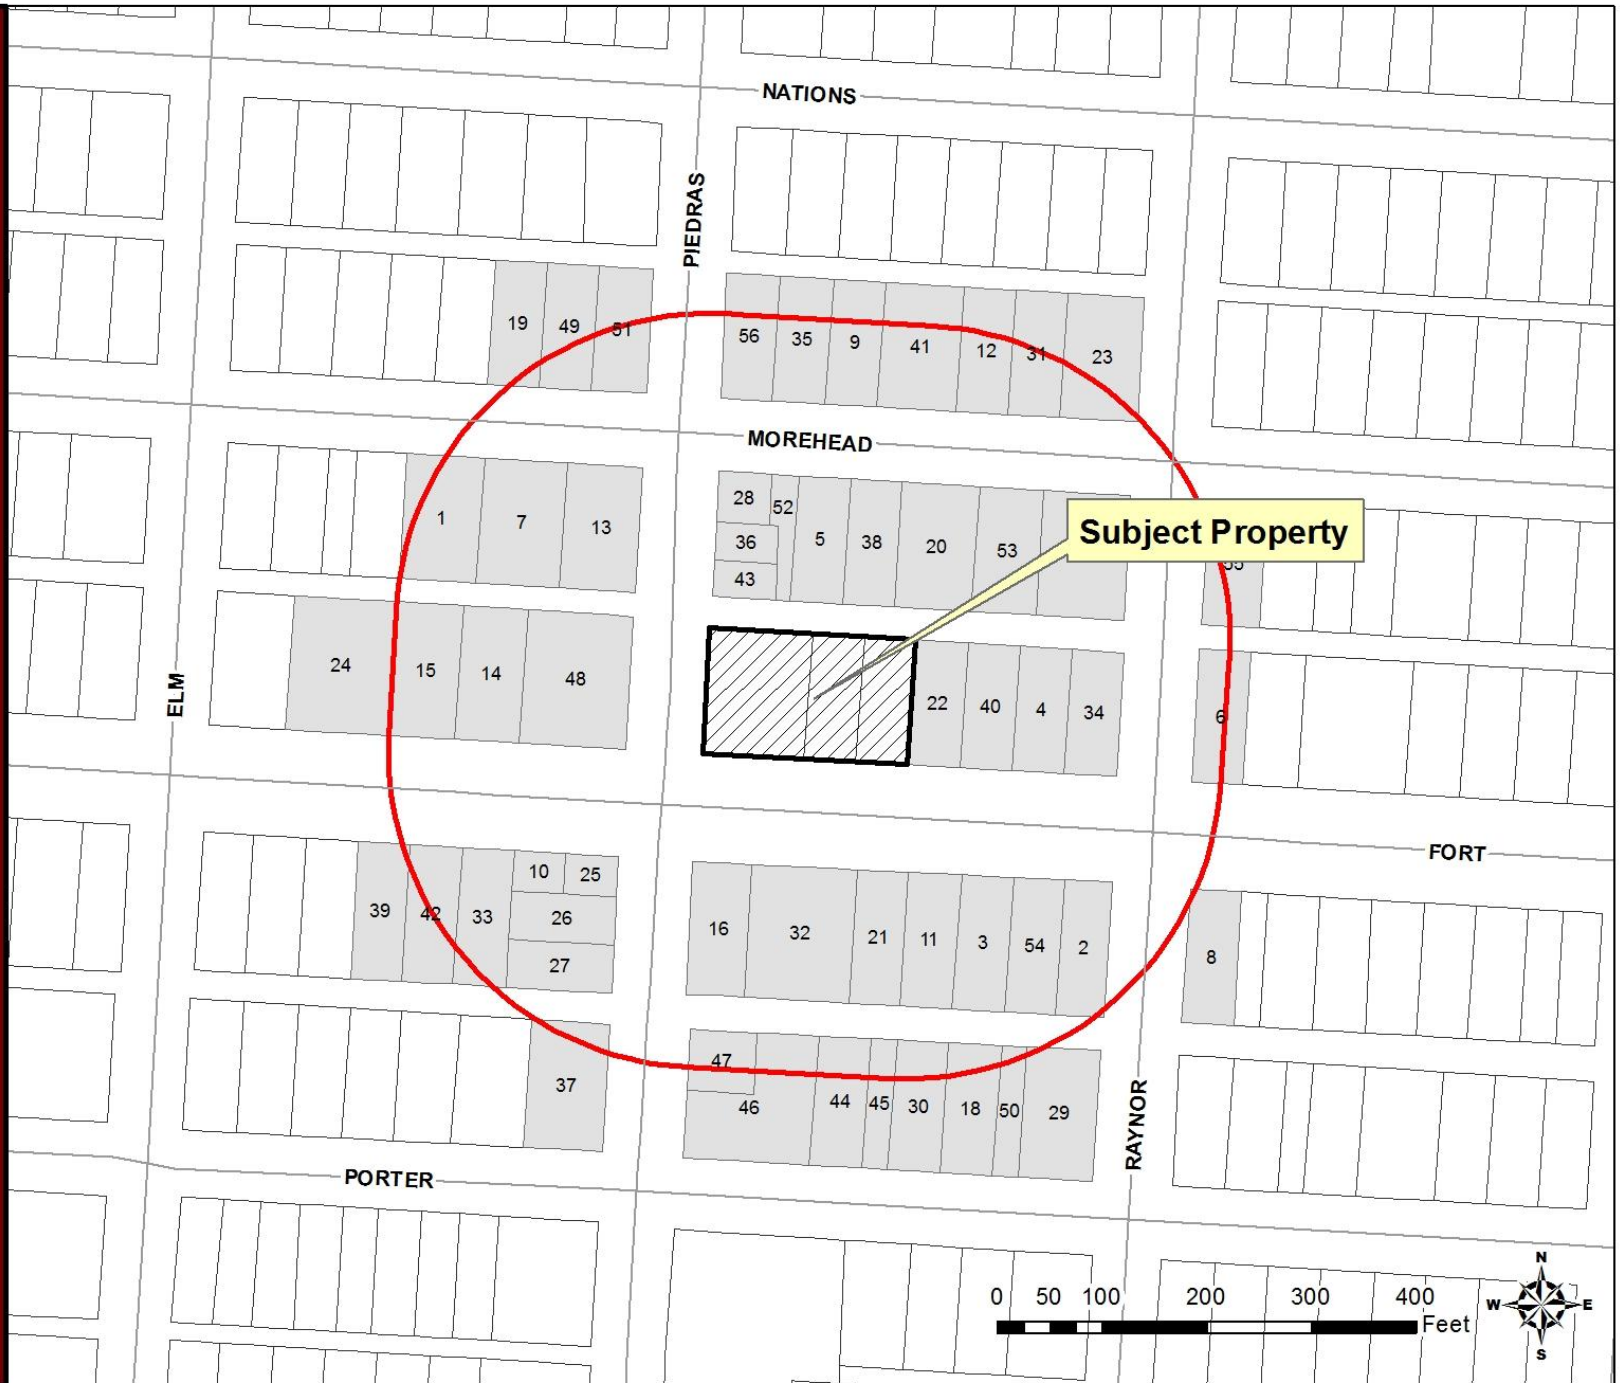 NATIONS
PIEDRAS
19 49 51
56 35 9 41 12 31 23
MOREHEAD
1 7 13
28 52 5 38 20 53
36
43
Subject Property
55
ELM
24 15 14 48
22 40 4 34
6
FORT
39 42 33 10 25
26
27
16 32 21 11 3 54 2
8
37
47
46 44 45 30 18 50 29
RAYNOR
PORTER
0 50 100 200 300 400
Feet
N
W E
S